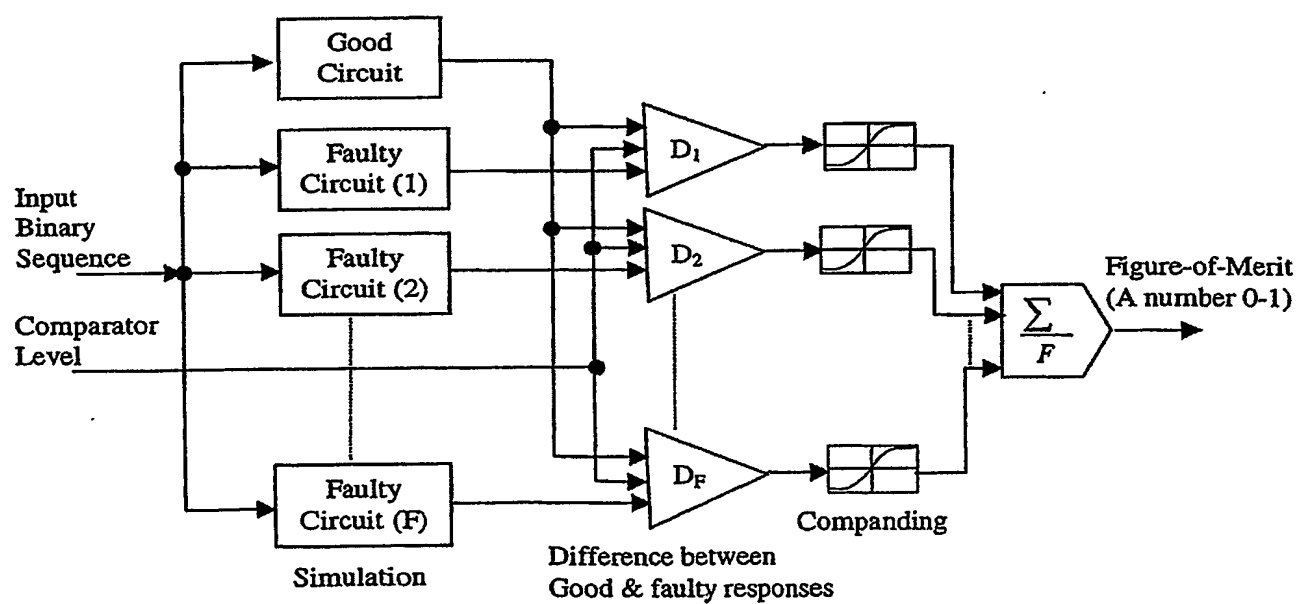 Good
Circuit
Faulty
Circuit (1)
D1
Input
Binary
Sequence
Faulty
Circuit (2)
D2
Figure-of-Merit
(A number 0-1)
Comparator
Level
∑
F
Faulty
Circuit (F)
DF
Companding
Simulation
Difference between
Good & faulty responses